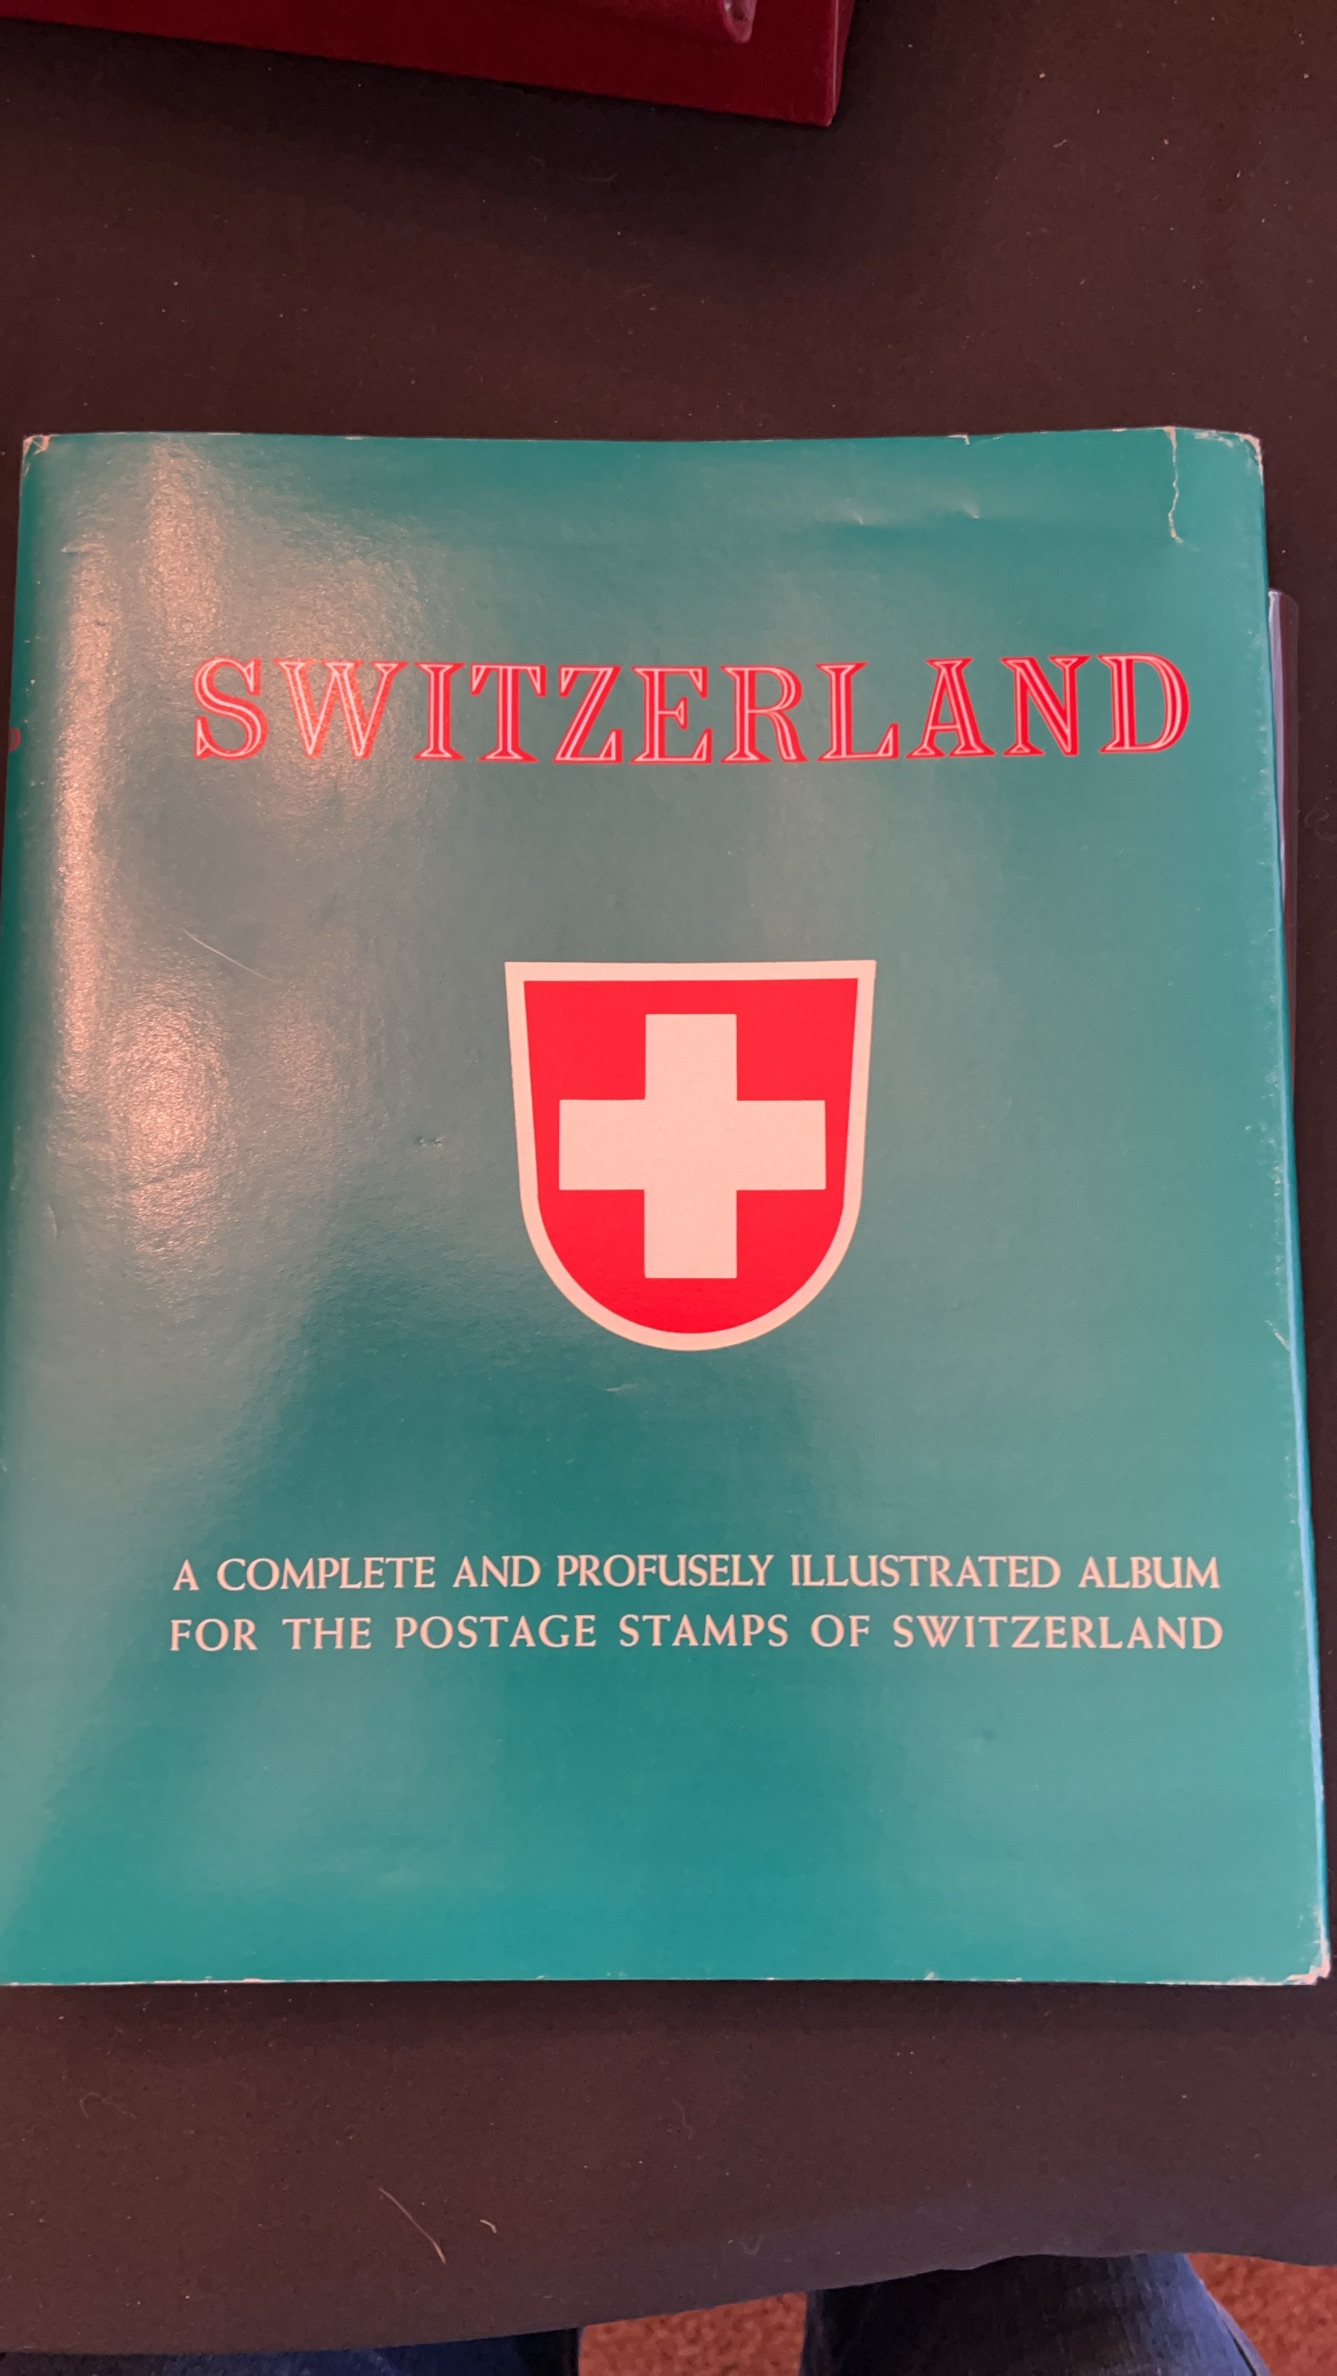 SWITZERLAND
A COMPLETE AND PROFUSELY ILLUSTRATED ALBUM
FOR THE POSTAGE STAMPS OF SWITZERLAND